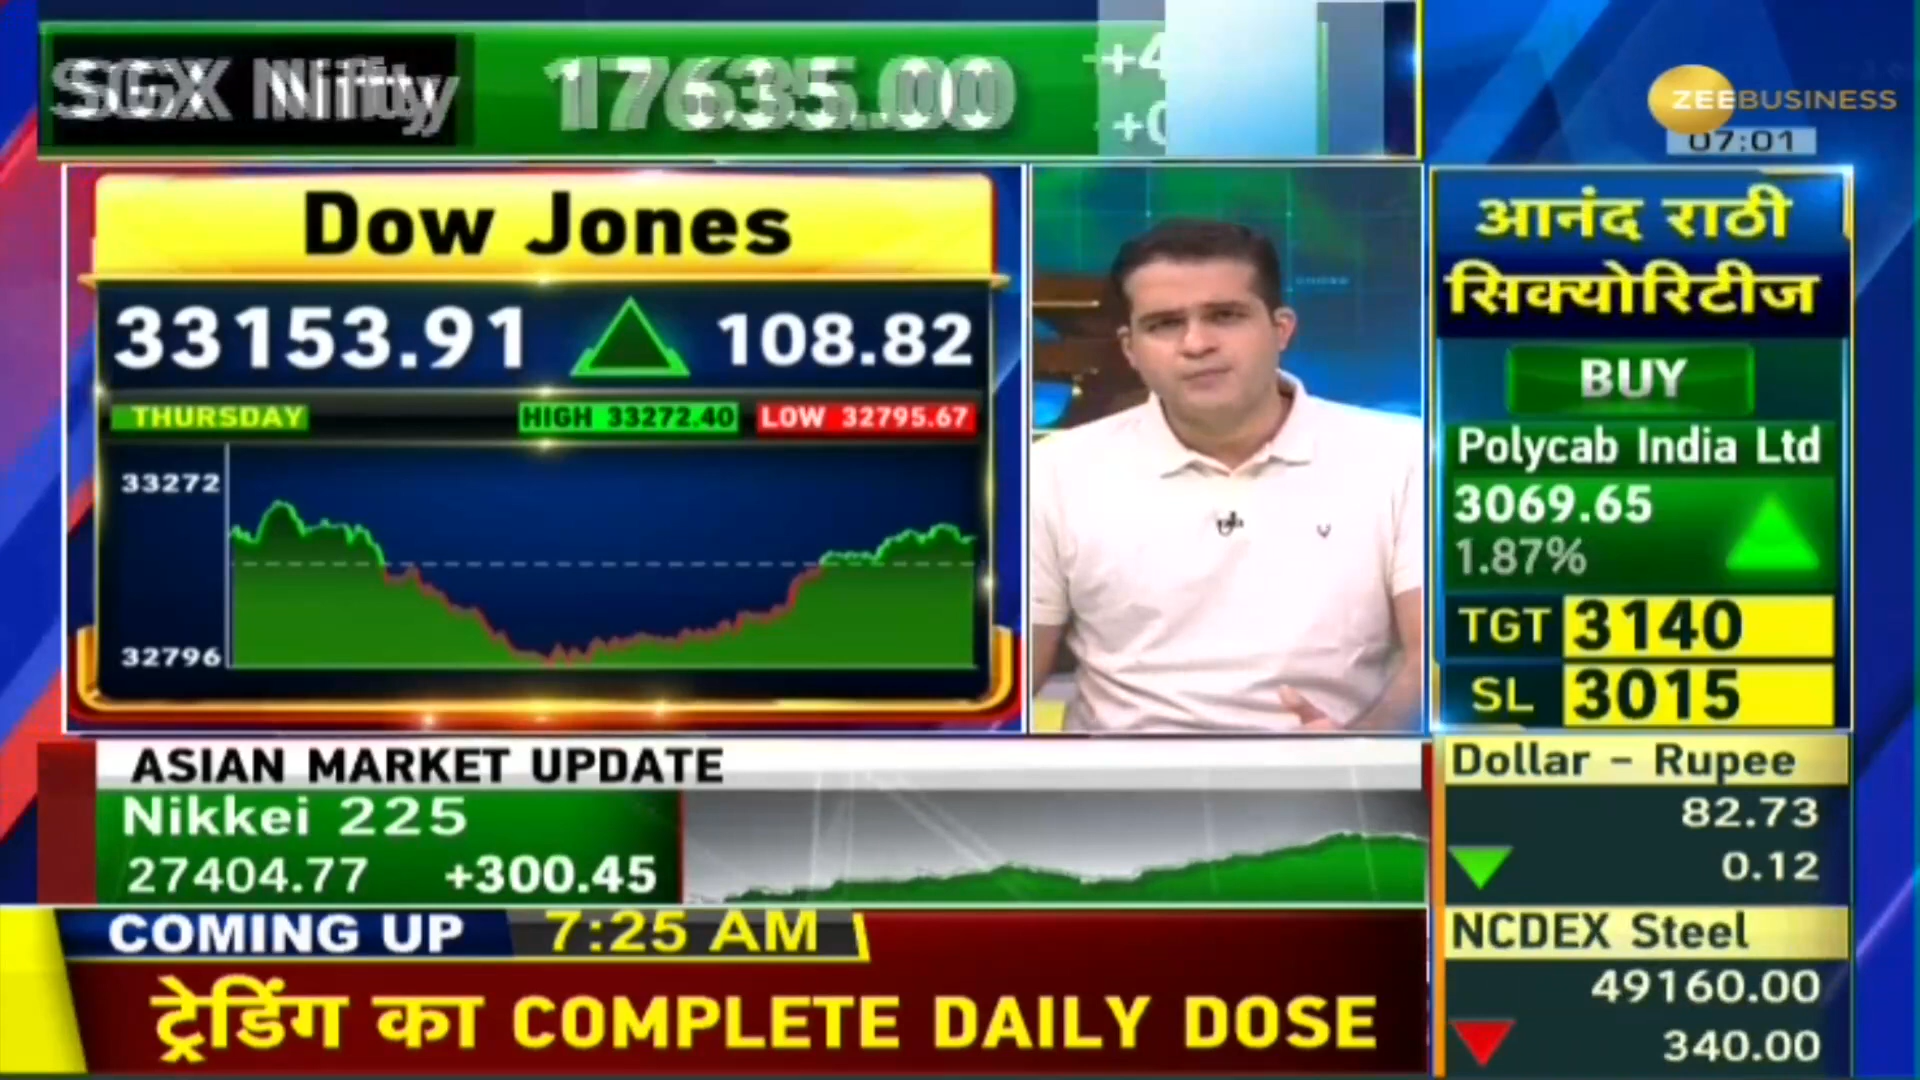 SGX Nifty 17635.00
ZEEBUSINESS
07:01
Dow Jones
33153.91 108.82
THURSDAY HIGH 33272.40 LOW 32795.67
33272
32796
आनंद राठी
सिक्योरिटीज
BUY
Polycab India Ltd
3069.65
1.87%
TGT 3140
SL 3015
ASIAN MARKET UPDATE
Nikkei 225
27404.77 +300.45
Dollar - Rupee
82.73
0.12
NCDEX Steel
49160.00
340.00
COMING UP 7:25 AM
ट्रेडिंग का COMPLETE DAILY DOSE